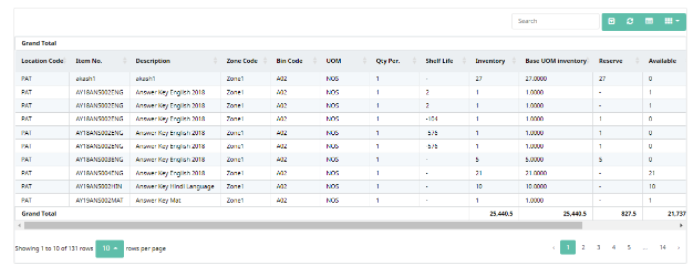 Search
Grand Total
Location Code Item No. Description Zone Code Bin Code UOM Qty Per. Shelf Life Inventory Base UOM inventory Reserve Available
PAT akash1 akash1 Zone1 A02 NOS 1 - 27 27.0000 27 0
PAT AY18ANS002ENG Answer Key English 2018 Zone1 A02 NOS 1 2 1 1.0000 - 1
PAT AY18ANS002ENG Answer Key English 2018 Zone1 A02 NOS 1 2 1 1.0000 - 1
PAT AY18ANS002ENG Answer Key English 2018 Zone1 A02 NOS 1 -104 1 1.0000 1 0
PAT AY18ANS002ENG Answer Key English 2018 Zone1 A02 NOS 1 -576 1 1.0000 1 0
PAT AY18ANS002ENG Answer Key English 2018 Zone1 A02 NOS 1 -576 1 1.0000 1 0
PAT AY18ANS003ENG Answer Key English 2018 Zone1 A02 NOS 1 - 5 5.0000 5 0
PAT AY18ANS004ENG Answer Key English 2018 Zone1 A02 NOS 1 - 21 21.0000 - 21
PAT AY18ANS002HIN Answer Key Hindi Language Zone1 A02 NOS 1 - 10 10.0000 - 10
PAT AY19ANS002MAT Answer Key Mat Zone1 A02 NOS 1 - 1 1.0000 - 1
Grand Total 25,440.5 25,440.5 827.5 21,737
Showing 1 to 10 of 131 rows 10 rows per page ‹ 1 2 3 4 5 ... 14 ›